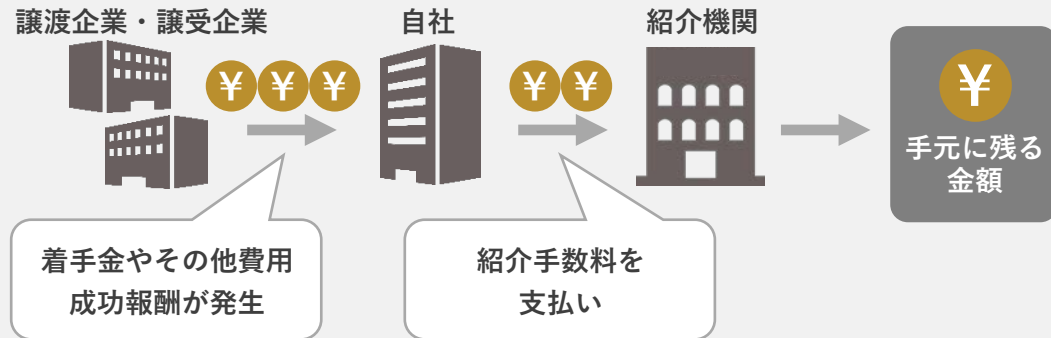 譲渡企業・譲受企業
自社
紹介機関
¥ ¥ ¥
¥ ¥
¥
手元に残る
金額
着手金やその他費用
成功報酬が発生
紹介手数料を
支払い